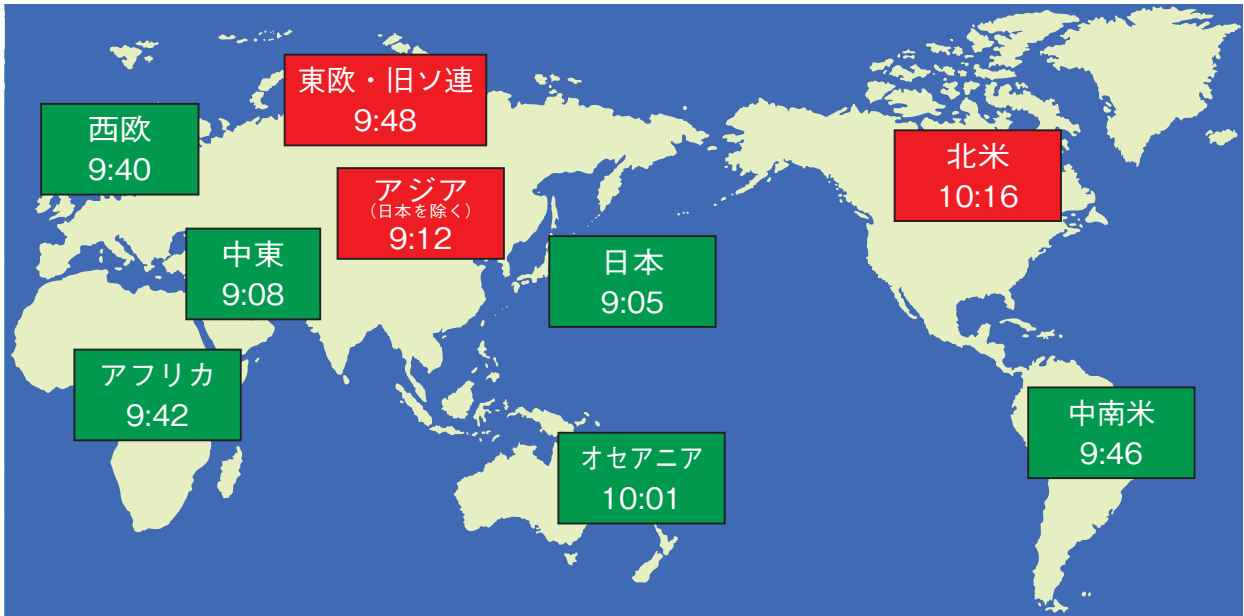 東欧・旧ソ連
9:48
西欧
9:40
北米
10:16
アジア
(日本を除く)
9:12
中東
9:08
日本
9:05
アフリカ
9:42
中南米
9:46
オセアニア
10:01